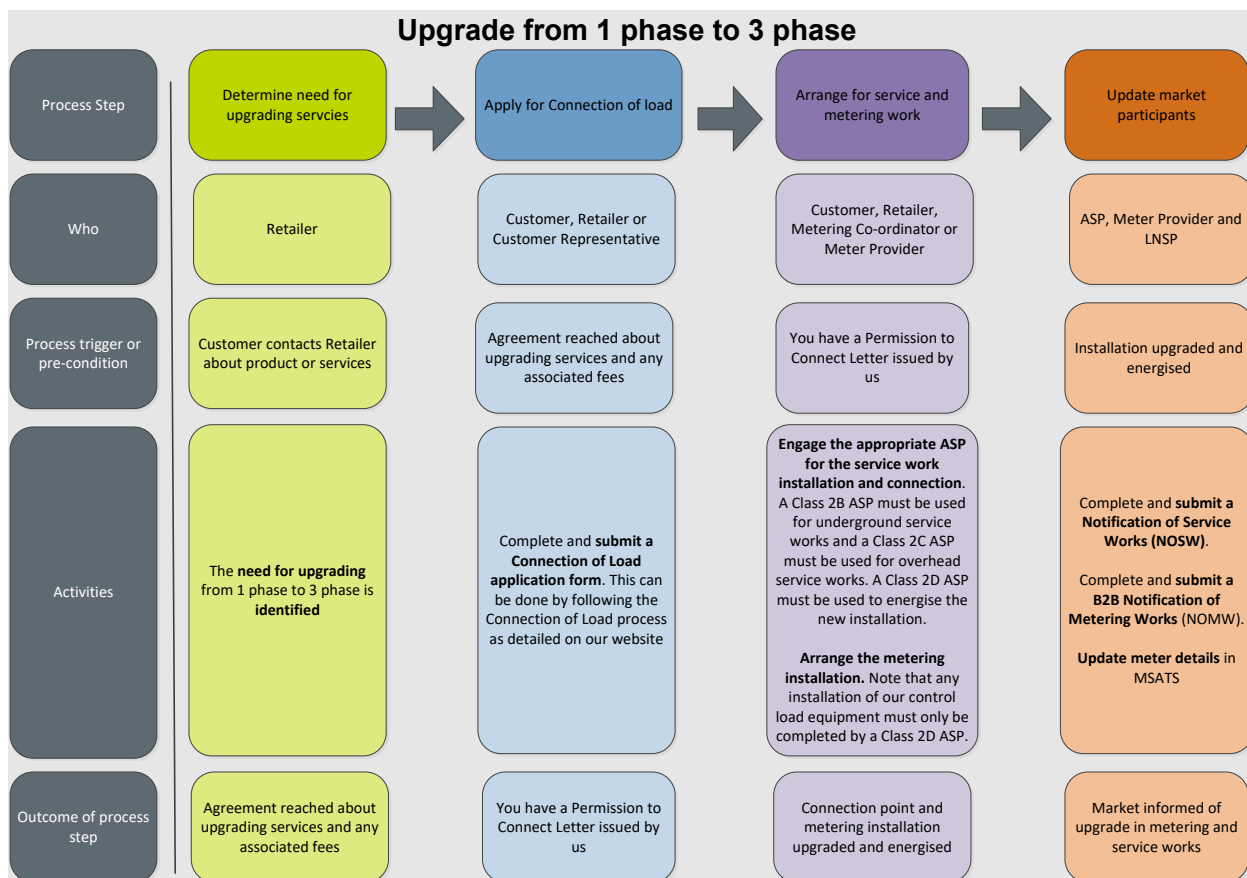 Upgrade from 1 phase to 3 phase
Process Step
Determine need for
upgrading servcies
Apply for Connection of load
Arrange for service and
metering work
Update market
participants
Who
Retailer
Customer, Retailer or
Customer Representative
Customer, Retailer,
Metering Co-ordinator or
Meter Provider
ASP, Meter Provider and
LNSP
Process trigger or
pre-condition
Customer contacts Retailer
about product or services
Agreement reached about
upgrading services and any
associated fees
You have a Permission to
Connect Letter issued by
us
Installation upgraded and
energised
Activities
The need for upgrading
from 1 phase to 3 phase is
identified
Complete and submit a
Connection of Load
application form. This can
be done by following the
Connection of Load process
as detailed on our website
Engage the appropriate ASP
for the service work
installation and connection.
A Class 2B ASP must be used
for underground service
works and a Class 2C ASP
must be used for overhead
service works. A Class 2D ASP
must be used to energise the
new installation.
Arrange the metering
installation. Note that any
installation of our control
load equipment must only be
completed by a Class 2D ASP.
Complete and submit a
Notification of Service
Works (NOSW).
Complete and submit a
B2B Notification of
Metering Works (NOMW).
Update meter details in
MSATS
Outcome of process
step
Agreement reached about
upgrading services and any
associated fees
You have a Permission to
Connect Letter issued by
us
Connection point and
metering installation
upgraded and energised
Market informed of
upgrade in metering and
service works